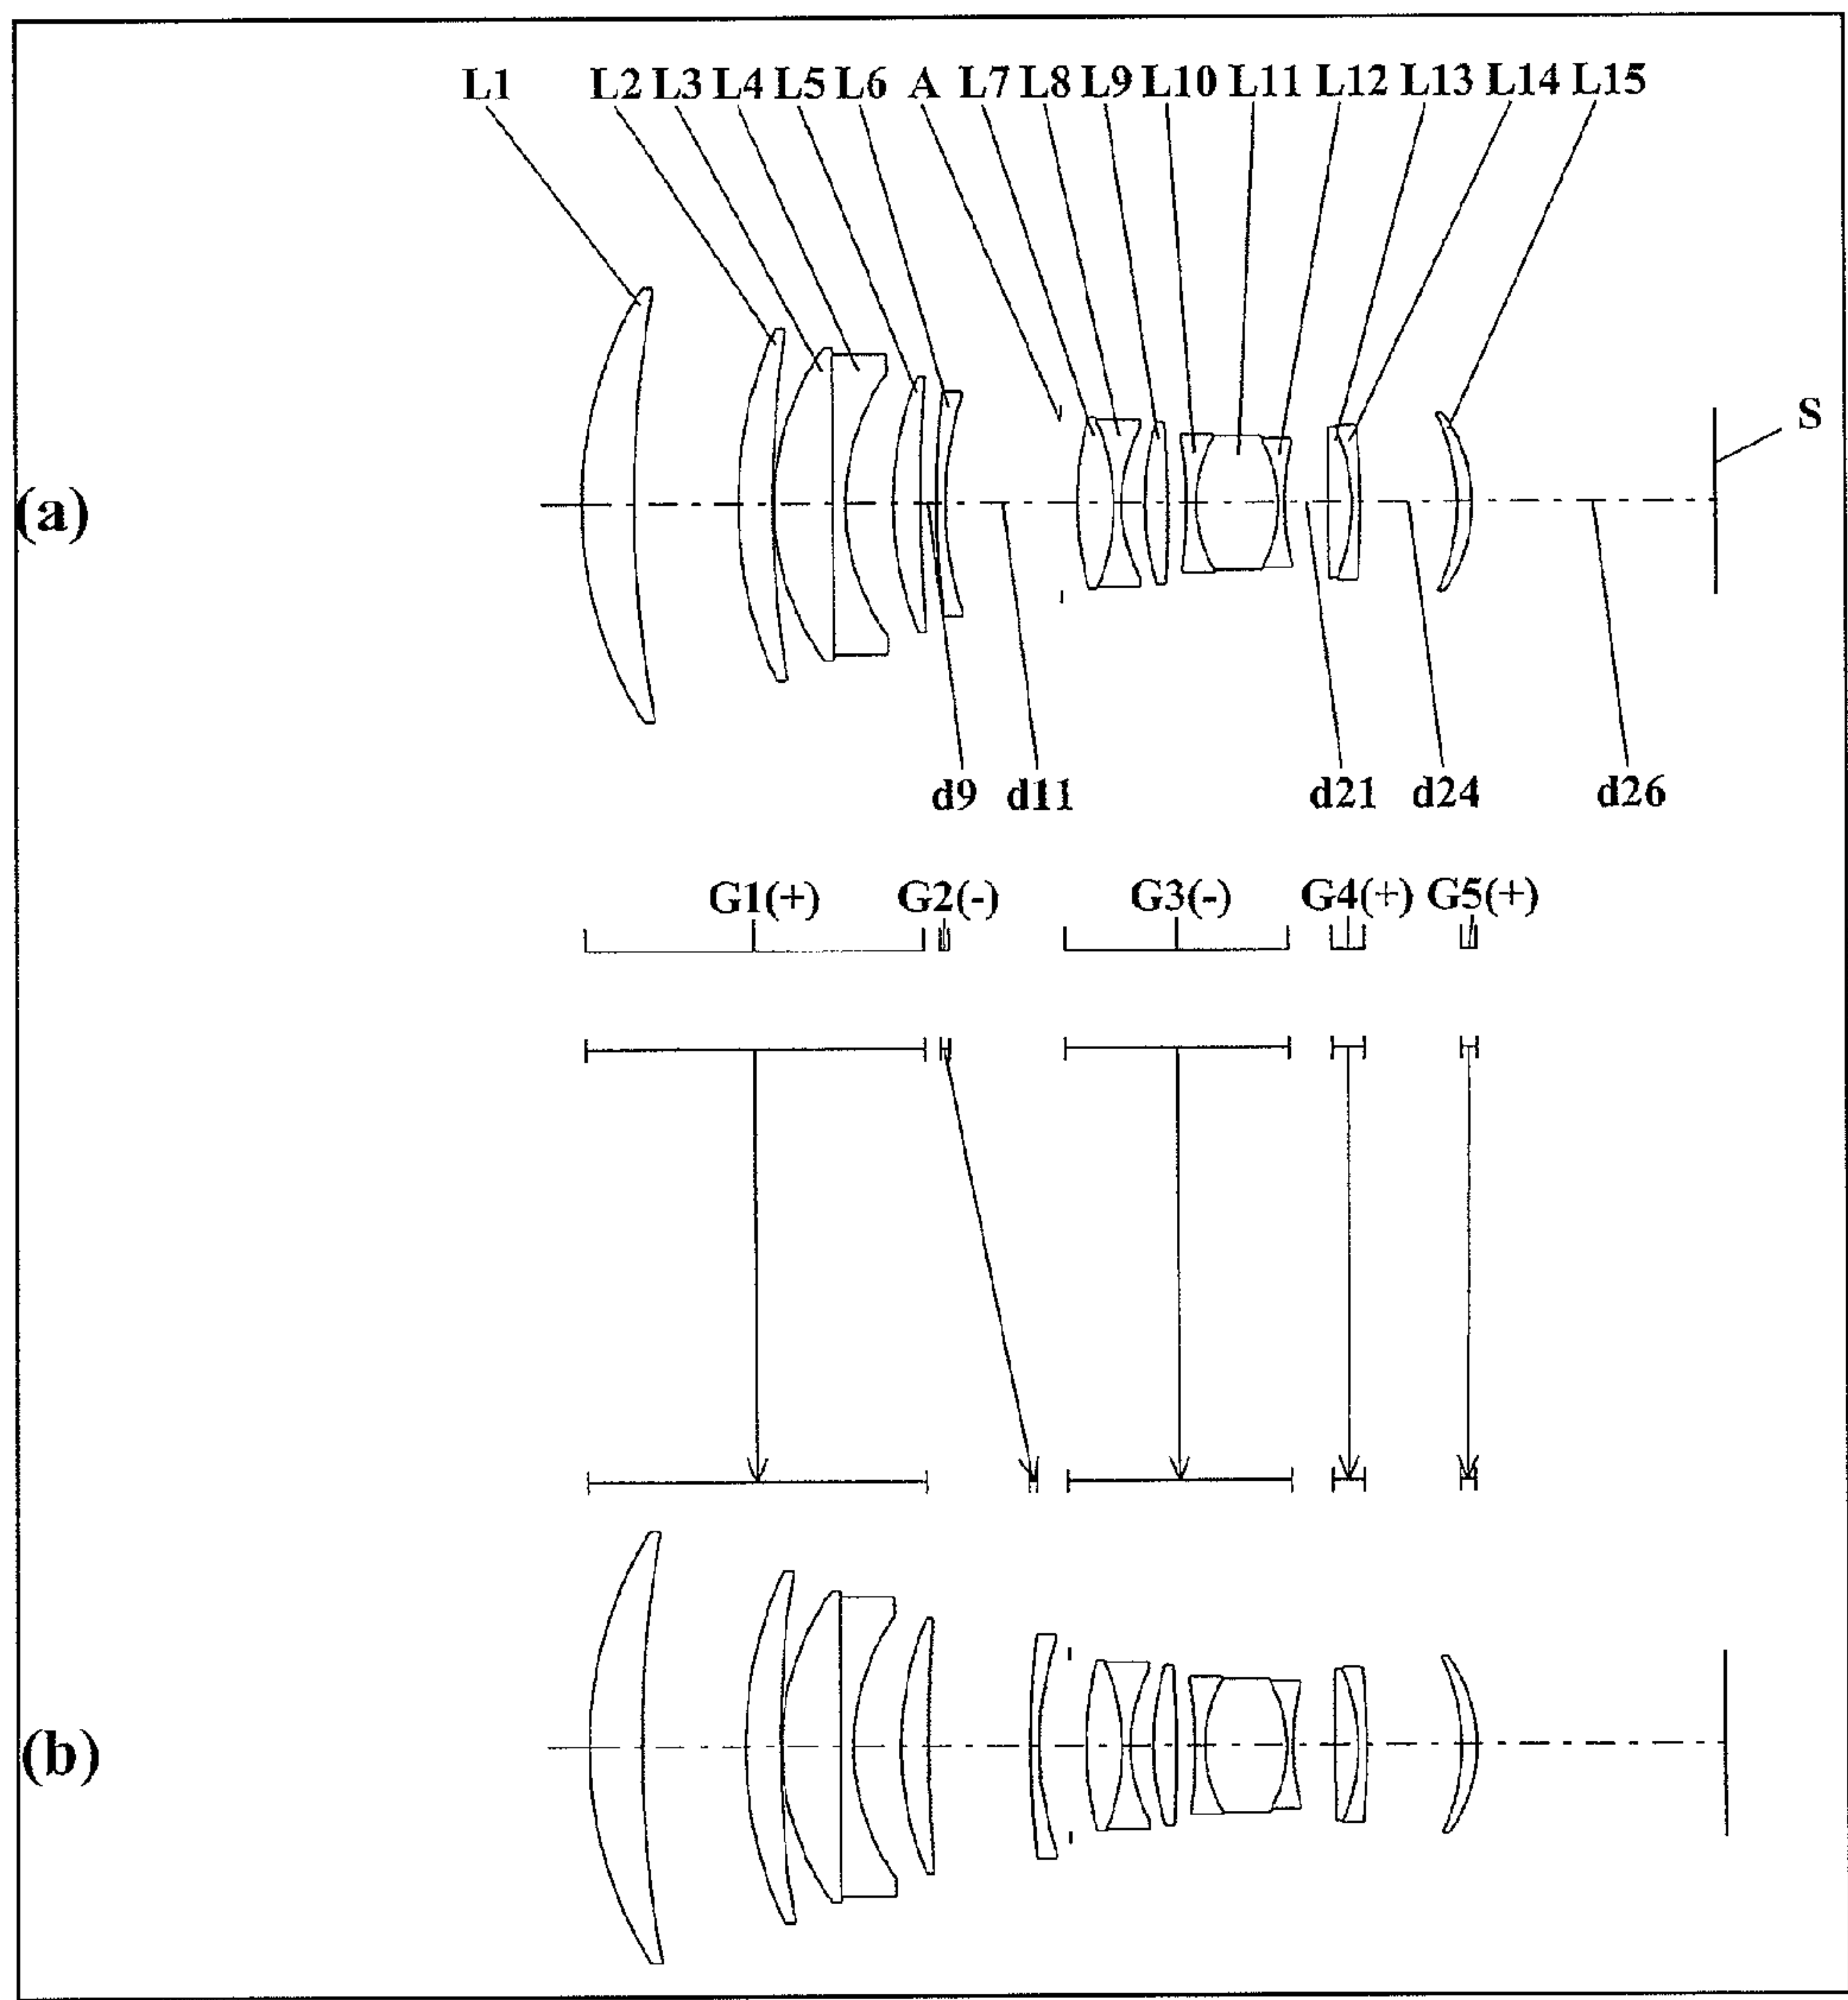 L1 L2 L3 L4 L5 L6 A L7 L8 L9 L10 L11 L12 L13 L14 L15
S
(a)
d9 d11 d21 d24 d26
G1(+) G2(-) G3(-) G4(+) G5(+)
(b)